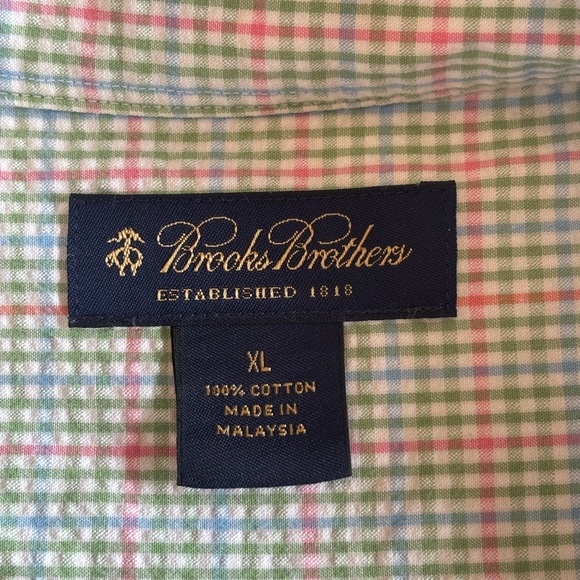 Brooks Brothers
ESTABLISHED 1818
XL
100% COTTON
MADE IN
MALAYSIA